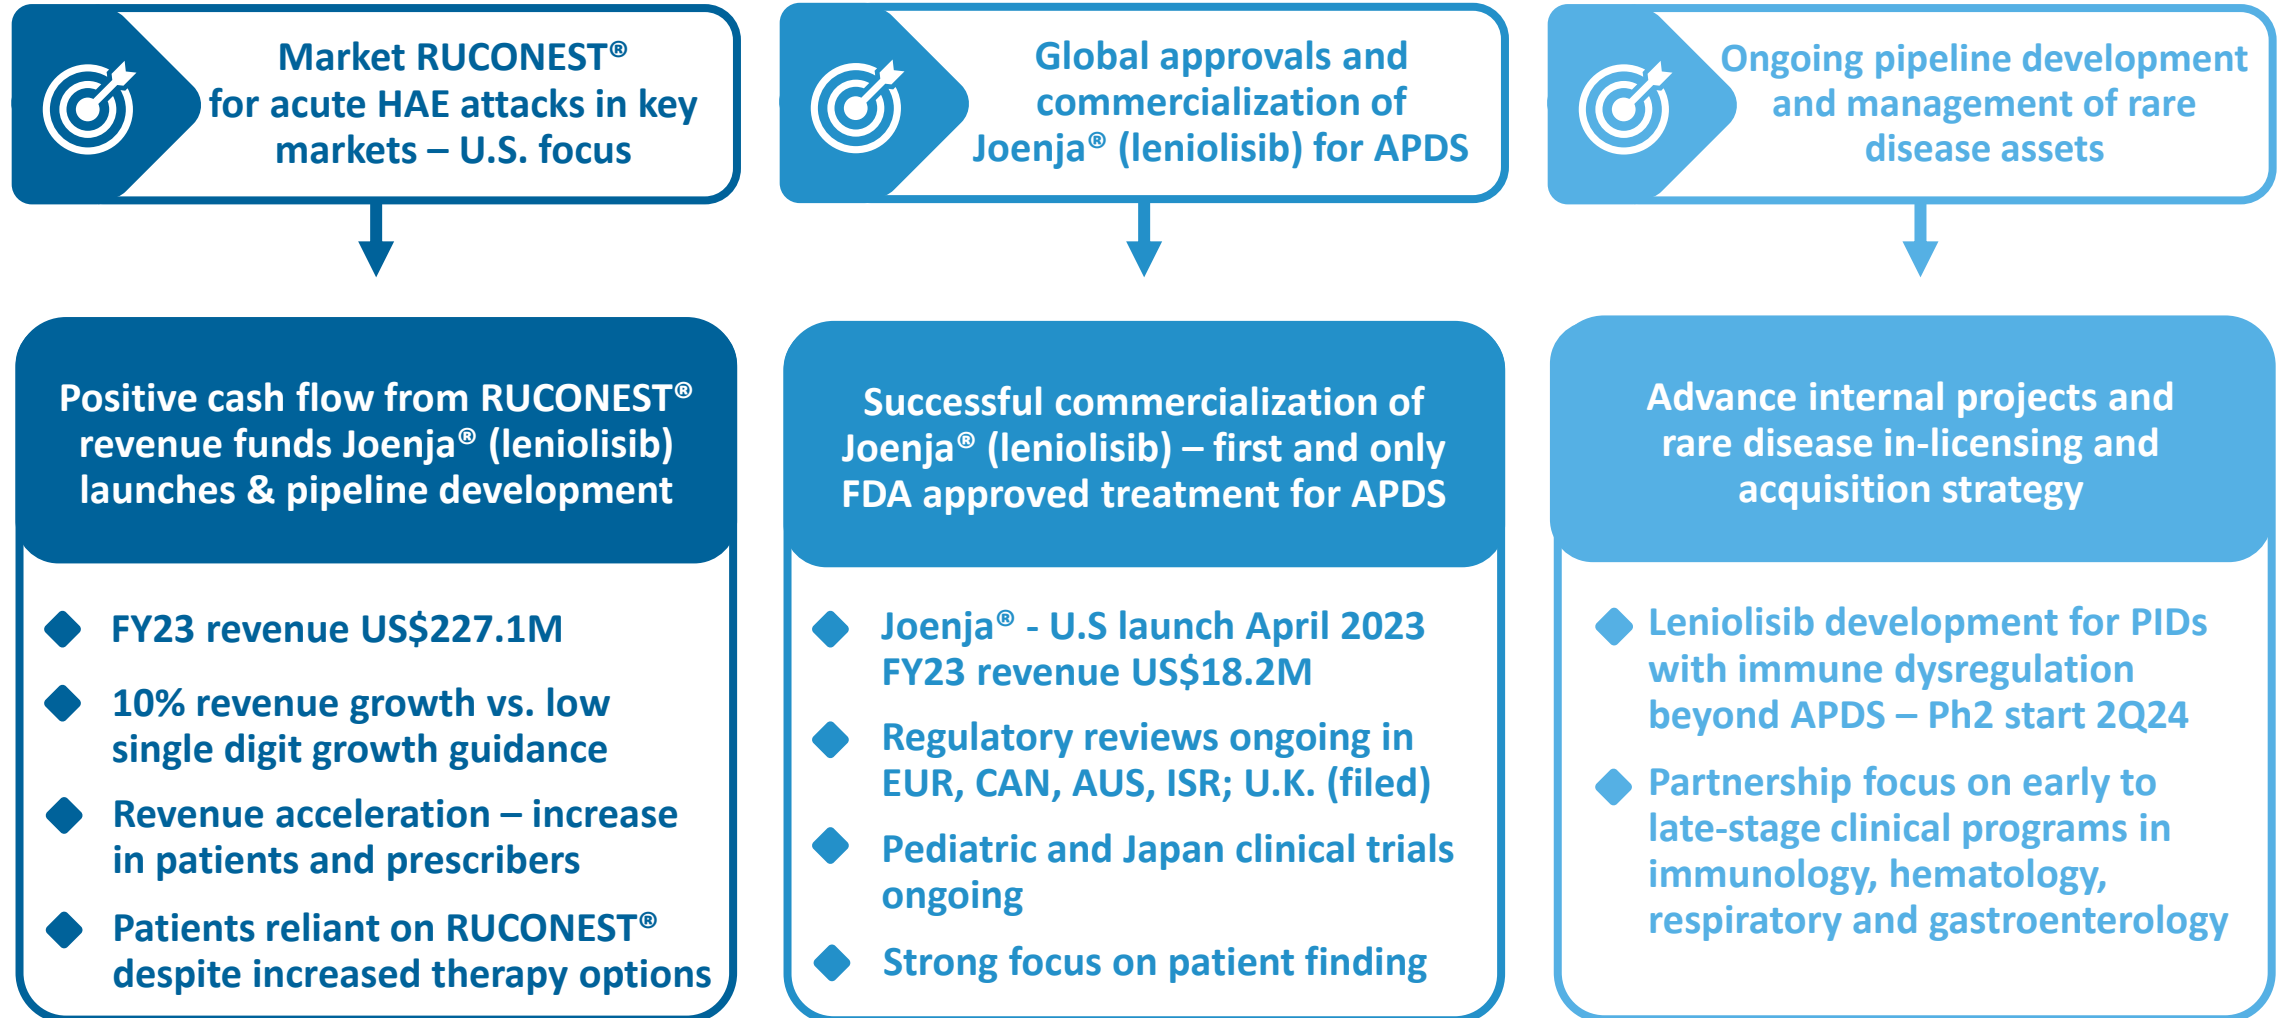 Market RUCONEST®
for acute HAE attacks in key
markets – U.S. focus
Positive cash flow from RUCONEST®
revenue funds Joenja® (leniolisib)
launches & pipeline development
FY23 revenue US$227.1M
10% revenue growth vs. low
single digit growth guidance
Revenue acceleration – increase
in patients and prescribers
Patients reliant on RUCONEST®
despite increased therapy options
Global approvals and
commercialization of
Joenja® (leniolisib) for APDS
Successful commercialization of
Joenja® (leniolisib) – first and only
FDA approved treatment for APDS
Joenja® - U.S launch April 2023
FY23 revenue US$18.2M
Regulatory reviews ongoing in
EUR, CAN, AUS, ISR; U.K. (filed)
Pediatric and Japan clinical trials
ongoing
Strong focus on patient finding
Ongoing pipeline development
and management of rare
disease assets
Advance internal projects and
rare disease in-licensing and
acquisition strategy
Leniolisib development for PIDs
with immune dysregulation
beyond APDS – Ph2 start 2Q24
Partnership focus on early to
late-stage clinical programs in
immunology, hematology,
respiratory and gastroenterology